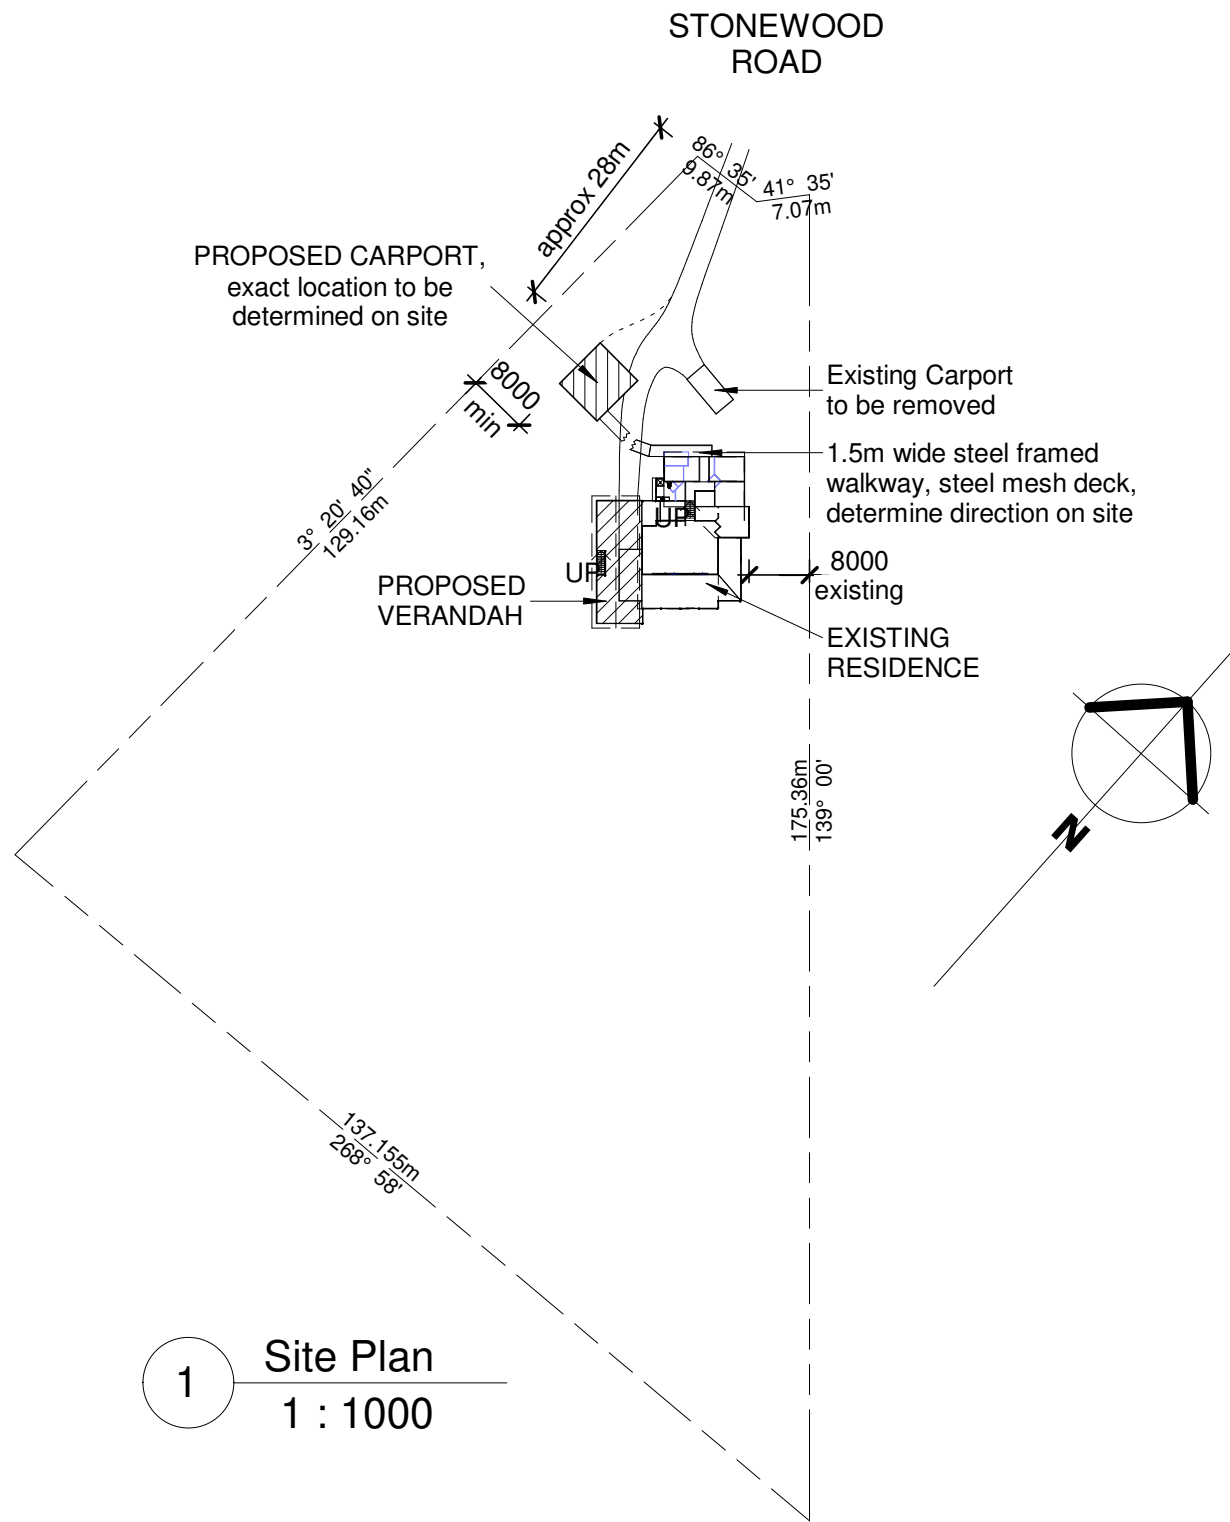 STONEWOOD
ROAD
approx 28m
86° 35'
9.87m
41° 35'
7.07m
PROPOSED CARPORT,
exact location to be
determined on site
8000
min
Existing Carport
to be removed
1.5m wide steel framed
walkway, steel mesh deck,
determine direction on site
3° 20' 40"
129.16m
UP
UP
PROPOSED
VERANDAH
8000
existing
EXISTING
RESIDENCE
175.36m
139° 00'
N
137.155m
268° 58'
1
Site Plan
1 : 1000